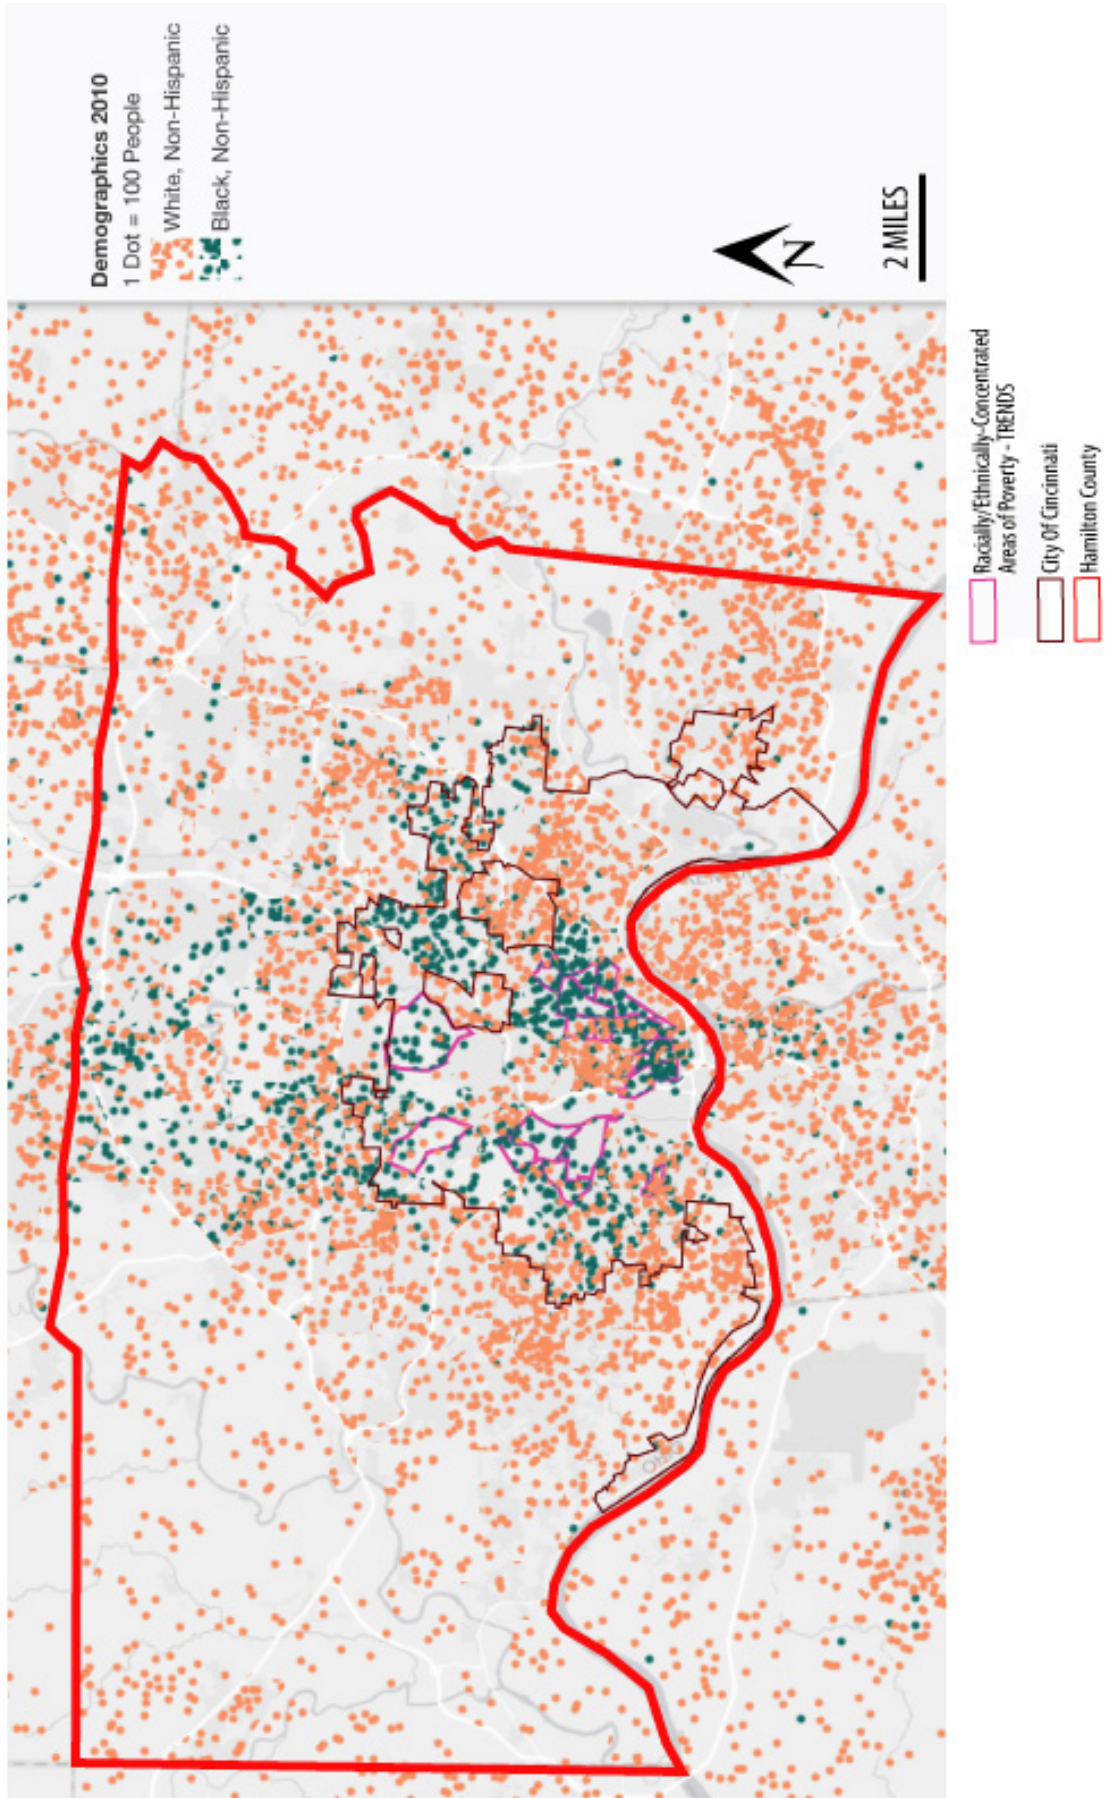 Demographics 2010
1 Dot = 100 People
White, Non-Hispanic
Black, Non-Hispanic
N
2 MILES
OHIO
Racially/Ethnically-Concentrated
Areas of Poverty - TRENDS
City Of Cincinnati
Hamilton County